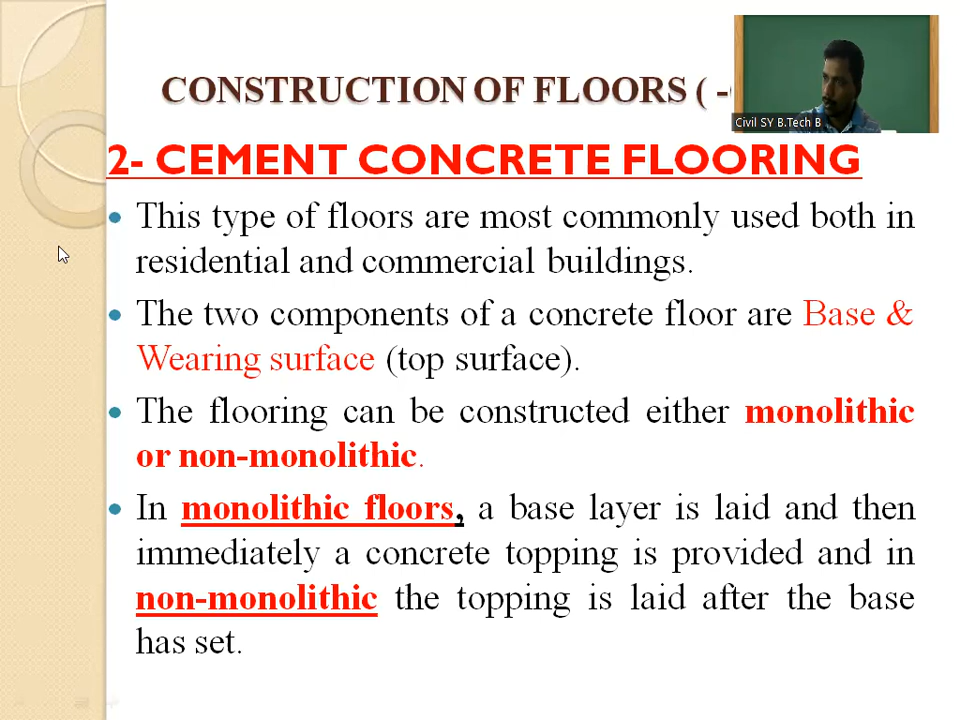 CONSTRUCTION OF FLOORS ( -
Civil SY B.Tech B
2- CEMENT CONCRETE FLOORING
This type of floors are most commonly used both in
residential and commercial buildings.
The two components of a concrete floor are Base &
Wearing surface (top surface).
The flooring can be constructed either monolithic
or non-monolithic.
In monolithic floors, a base layer is laid and then
immediately a concrete topping is provided and in
non-monolithic the topping is laid after the base
has set.